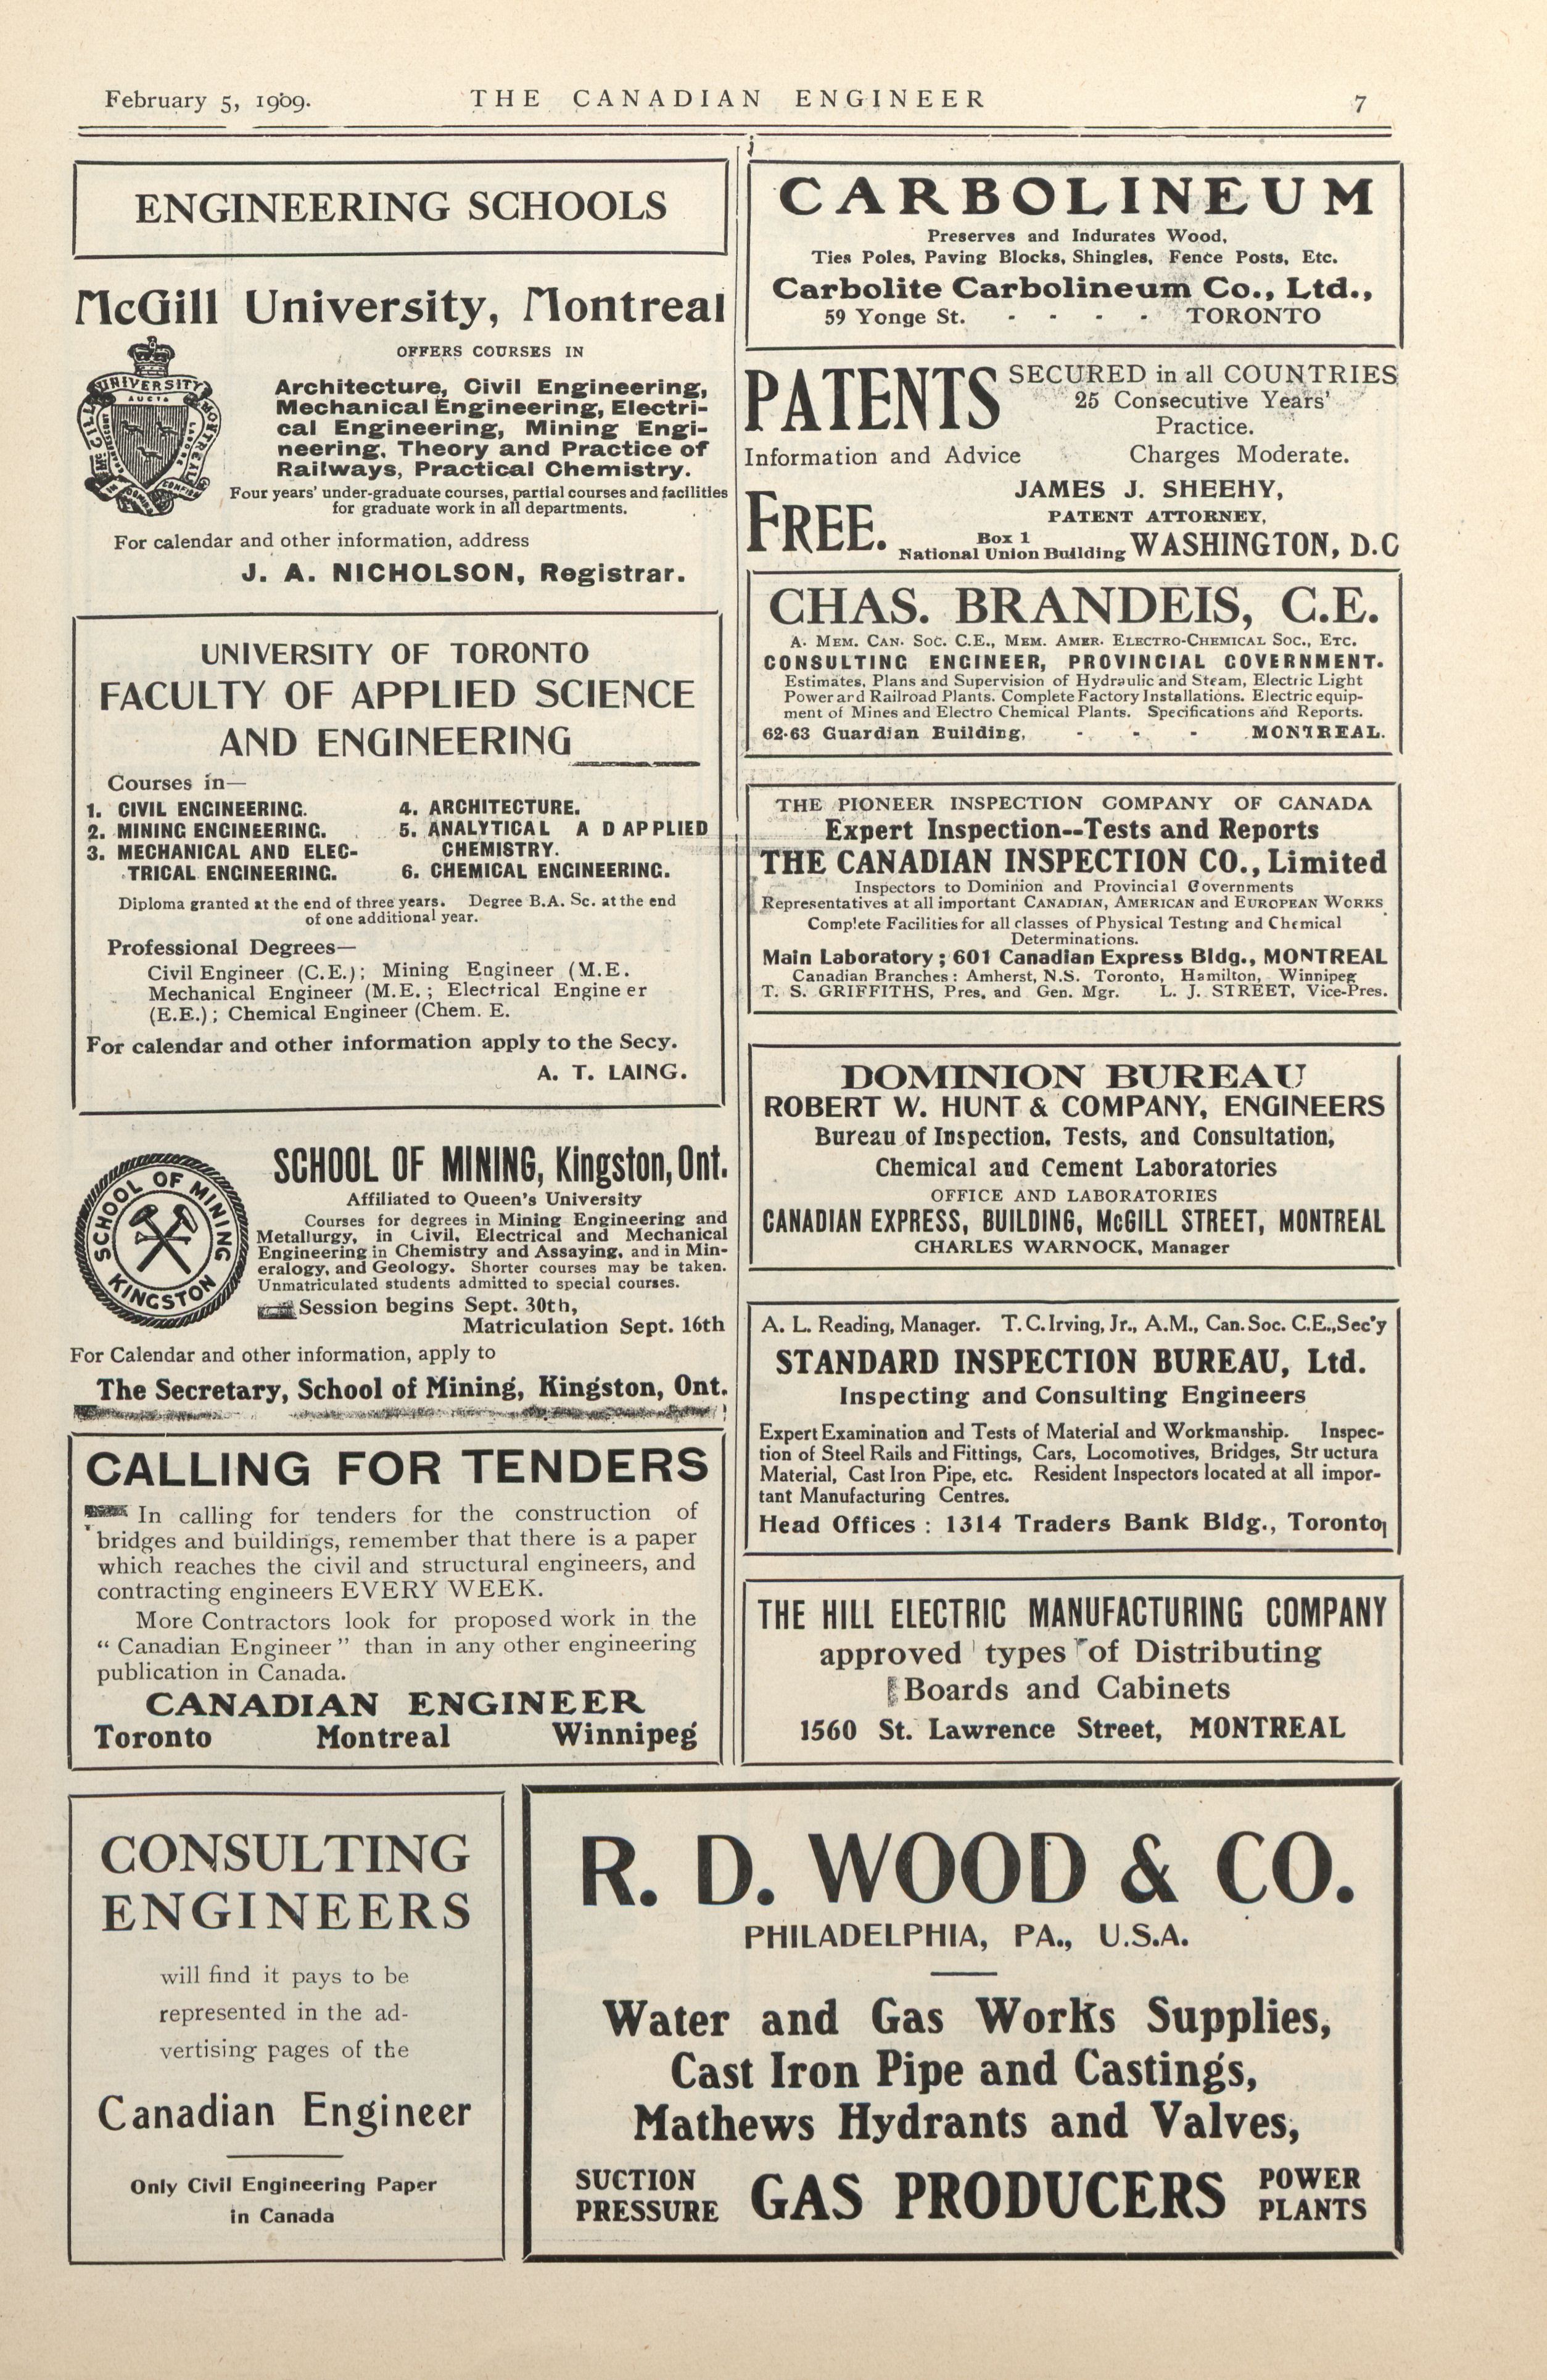 February 5, 1909.
THE CANADIAN ENGINEER
7
ENGINEERING SCHOOLS
McGill University, Montreal
OFFERS COURSES IN
Architecture, Civil Engineering,
Mechanical Engineering, Electri-
cal Engineering, Mining Engi-
neering, Theory and Practice of
Railways, Practical Chemistry.
Four years' under-graduate courses, partial courses and facilities
for graduate work in all departments.
For calendar and other information, address
J. A. NICHOLSON, Registrar.
UNIVERSITY OF TORONTO
FACULTY OF APPLIED SCIENCE
AND ENGINEERING
Courses in—
1. CIVIL ENGINEERING.
2. MINING ENGINEERING.
3. MECHANICAL AND ELEC-
TRICAL ENGINEERING.
4. ARCHITECTURE.
5. ANALYTICAL A D APPLIED
CHEMISTRY.
6. CHEMICAL ENGINEERING.
Diploma granted at the end of three years. Degree B.A. Sc. at the end
of one additional year.
Professional Degrees—
Civil Engineer (C.E.); Mining Engineer (M.E.
Mechanical Engineer (M.E. ; Electrical Engine er
(E.E.) ; Chemical Engineer (Chem. E.
For calendar and other information apply to the Secy.
A. T. LAING.
SCHOOL OF MINING
KINGSTON
SCHOOL OF MINING, Kingston, Ont.
Affiliated to Queen's University
Courses for degrees in Mining Engineering and
Metallurgy, in Civil, Electrical and Mechanical
Engineering in Chemistry and Assaying, and in Min-
eralogy, and Geology. Shorter courses may be taken.
Unmatriculated students admitted to special courses.
Session begins Sept. 30th,
Matriculation Sept. 16th
For Calendar and other information, apply to
The Secretary, School of Mining, Kingston, Ont.
CALLING FOR TENDERS
In calling for tenders for the construction of
bridges and buildings, remember that there is a paper
which reaches the civil and structural engineers, and
contracting engineers EVERY WEEK.
More Contractors look for proposed work in the
" Canadian Engineer " than in any other engineering
publication in Canada.
CANADIAN ENGINEER
Toronto Montreal Winnipeg
CARBOLINEUM
Preserves and Indurates Wood,
Ties Poles, Paving Blocks, Shingles, Fence Posts, Etc.
Carbolite Carbolineum Co., Ltd.,
59 Yonge St. - - - - TORONTO
PATENTS SECURED in all COUNTRIES
25 Consecutive Years'
Practice.
Information and Advice Charges Moderate.
FREE.
JAMES J. SHEEHY,
PATENT ATTORNEY,
Box 1
National Union Building WASHINGTON, D.C
CHAS. BRANDEIS, C.E.
A. MEM. CAN. SOC. C.E., MEM. AMER. ELECTRO-CHEMICAL SOC., ETC.
CONSULTING ENGINEER, PROVINCIAL GOVERNMENT.
Estimates, Plans and Supervision of Hydraulic and Steam, Electric Light
Power ard Railroad Plants. Complete Factory Installations. Electric equip-
ment of Mines and Electro Chemical Plants. Specifications and Reports.
62-63 Guardian Building, - - - MONTREAL.
THE PIONEER INSPECTION COMPANY OF CANADA
Expert Inspection--Tests and Reports
THE CANADIAN INSPECTION CO., Limited
Inspectors to Dominion and Provincial Governments
Representatives at all important CANADIAN, AMERICAN and EUROPEAN WORKS
Complete Facilities for all classes of Physical Testing and Chemical
Determinations.
Main Laboratory ; 601 Canadian Express Bldg., MONTREAL
Canadian Branches : Amherst, N.S. Toronto, Hamilton, Winnipeg
T. S. GRIFFITHS, Pres. and Gen. Mgr. L. J. STREET, Vice-Pres.
DOMINION BUREAU
ROBERT W. HUNT & COMPANY, ENGINEERS
Bureau of Inspection, Tests, and Consultation,
Chemical and Cement Laboratories
OFFICE AND LABORATORIES
CANADIAN EXPRESS, BUILDING, McGILL STREET, MONTREAL
CHARLES WARNOCK, Manager
A. L. Reading, Manager. T. C. Irving, Jr., A.M., Can. Soc. C.E., Sec'y
STANDARD INSPECTION BUREAU, Ltd.
Inspecting and Consulting Engineers
Expert Examination and Tests of Material and Workmanship. Inspec-
tion of Steel Rails and Fittings, Cars, Locomotives, Bridges, Str uctura
Material, Cast Iron Pipe, etc. Resident Inspectors located at all impor-
tant Manufacturing Centres.
Head Offices : 1314 Traders Bank Bldg., Toronto
THE HILL ELECTRIC MANUFACTURING COMPANY
approved types of Distributing
Boards and Cabinets
1560 St. Lawrence Street, MONTREAL
CONSULTING
ENGINEERS
will find it pays to be
represented in the ad-
vertising pages of the
Canadian Engineer
Only Civil Engineering Paper
in Canada
R. D. WOOD & CO.
PHILADELPHIA, PA., U.S.A.
Water and Gas Works Supplies,
Cast Iron Pipe and Castings,
Mathews Hydrants and Valves,
SUCTION
PRESSURE
GAS PRODUCERS
POWER
PLANTS